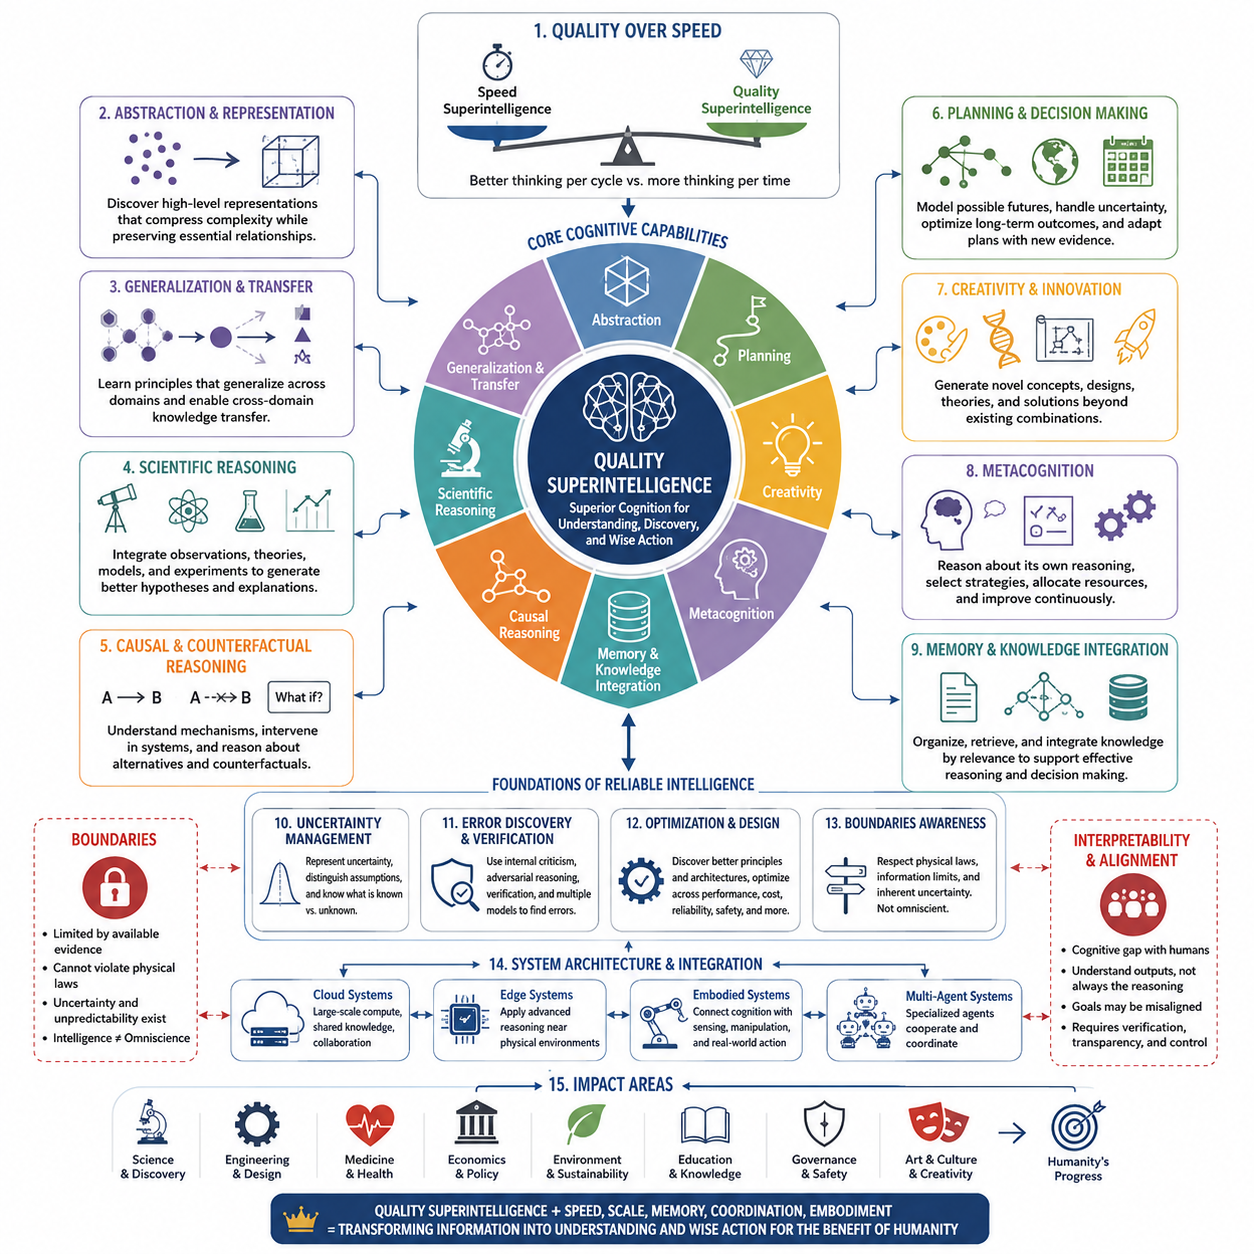 1. QUALITY OVER SPEED
Speed
Superintelligence
Quality
Superintelligence
Better thinking per cycle vs. more thinking per time
2. ABSTRACTION & REPRESENTATION
Discover high-level representations
that compress complexity while
preserving essential relationships.
3. GENERALIZATION & TRANSFER
Learn principles that generalize across
domains and enable cross-domain
knowledge transfer.
4. SCIENTIFIC REASONING
Integrate observations, theories,
models, and experiments to generate
better hypotheses and explanations.
5. CAUSAL & COUNTERFACTUAL
REASONING
A → B A --x-> B What if?
Understand mechanisms, intervene
in systems, and reason about
alternatives and counterfactuals.
CORE COGNITIVE CAPABILITIES
Abstraction
Planning
Creativity
Metacognition
Memory &
Knowledge
Integration
Causal
Reasoning
Scientific
Reasoning
Generalization &
Transfer
QUALITY
SUPERINTELLIGENCE
Superior Cognition for
Understanding, Discovery,
and Wise Action
6. PLANNING & DECISION MAKING
Model possible futures, handle uncertainty,
optimize long-term outcomes, and adapt
plans with new evidence.
7. CREATIVITY & INNOVATION
Generate novel concepts, designs,
theories, and solutions beyond
existing combinations.
8. METACOGNITION
Reason about its own reasoning,
select strategies, allocate resources,
and improve continuously.
9. MEMORY & KNOWLEDGE INTEGRATION
Organize, retrieve, and integrate knowledge
by relevance to support effective
reasoning and decision making.
FOUNDATIONS OF RELIABLE INTELLIGENCE
10. UNCERTAINTY
MANAGEMENT
Represent uncertainty,
distinguish assumptions,
and know what is known
vs. unknown.
11. ERROR DISCOVERY
& VERIFICATION
Use internal criticism,
adversarial reasoning,
verification, and multiple
models to find errors.
12. OPTIMIZATION & DESIGN
Discover better principles
and architectures, optimize
across performance, cost,
reliability, safety, and more.
13. BOUNDARIES AWARENESS
Respect physical laws,
information limits, and
inherent uncertainty.
Not omniscient.
BOUNDARIES
• Limited by available
evidence
• Cannot violate physical
laws
• Uncertainty and
unpredictability exist
• Intelligence ≠ Omniscience
INTERPRETABILITY
& ALIGNMENT
• Cognitive gap with humans
• Understand outputs, not
always the reasoning
• Goals may be misaligned
• Requires verification,
transparency, and control
14. SYSTEM ARCHITECTURE & INTEGRATION
Cloud Systems
Large-scale compute,
shared knowledge,
collaboration
Edge Systems
Apply advanced
reasoning near
physical environments
Embodied Systems
Connect cognition with
sensing, manipulation,
and real-world action
Multi-Agent Systems
Specialized agents
cooperate and
coordinate
15. IMPACT AREAS
Science
& Discovery
Engineering
& Design
Medicine
& Health
Economics
& Policy
Environment
& Sustainability
Education
& Knowledge
Governance
& Safety
Art & Culture
& Creativity
Humanity's
Progress
QUALITY SUPERINTELLIGENCE + SPEED, SCALE, MEMORY, COORDINATION, EMBODIMENT
= TRANSFORMING INFORMATION INTO UNDERSTANDING AND WISE ACTION FOR THE BENEFIT OF HUMANITY